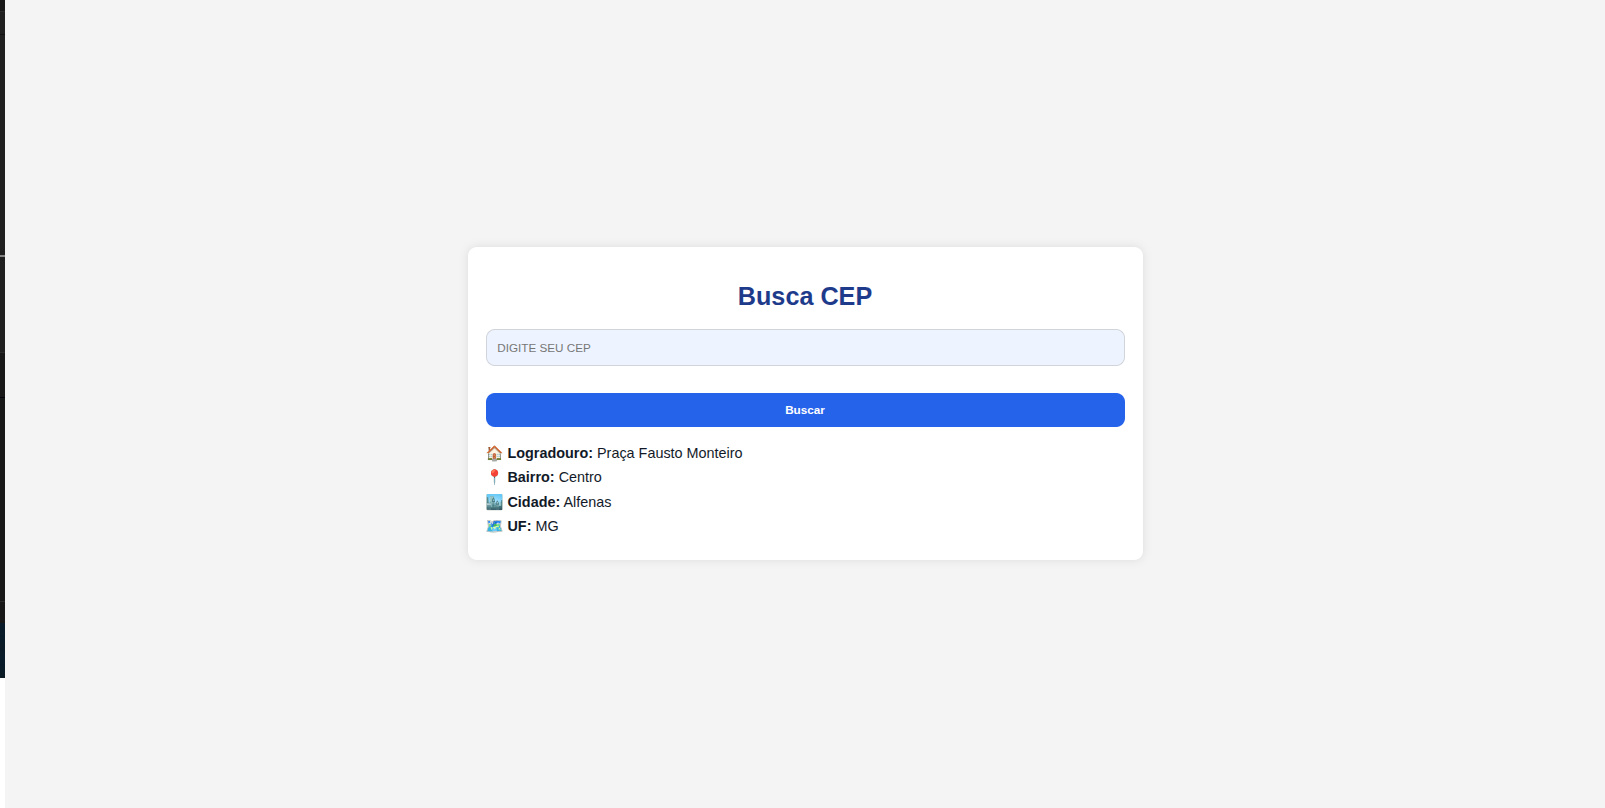 Busca CEP
DIGITE SEU CEP
Buscar
Logradouro: Praça Fausto Monteiro
Bairro: Centro
Cidade: Alfenas
UF: MG